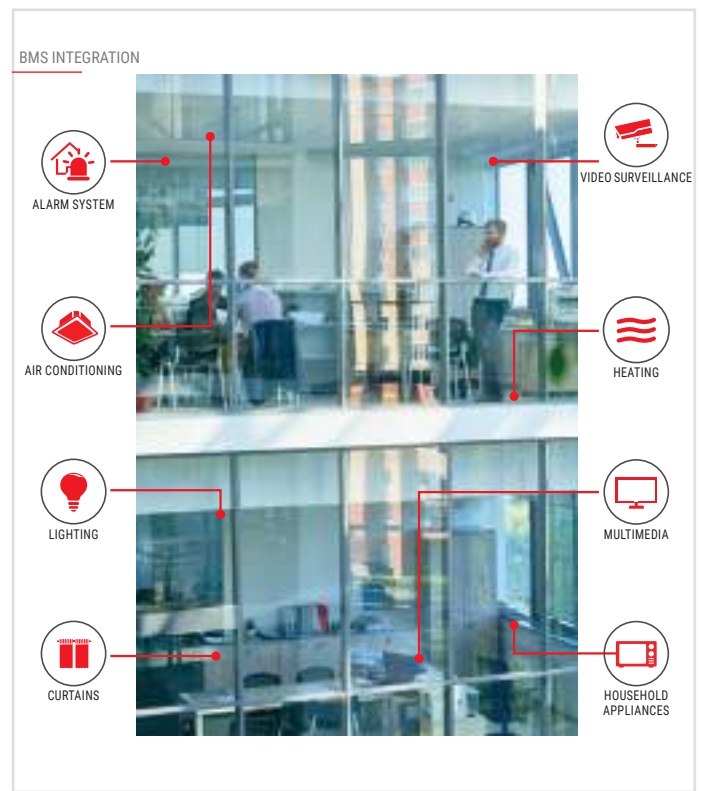 BMS INTEGRATION
ALARM SYSTEM
VIDEO SURVEILLANCE
AIR CONDITIONING
HEATING
LIGHTING
MULTIMEDIA
CURTAINS
HOUSEHOLD
APPLIANCES